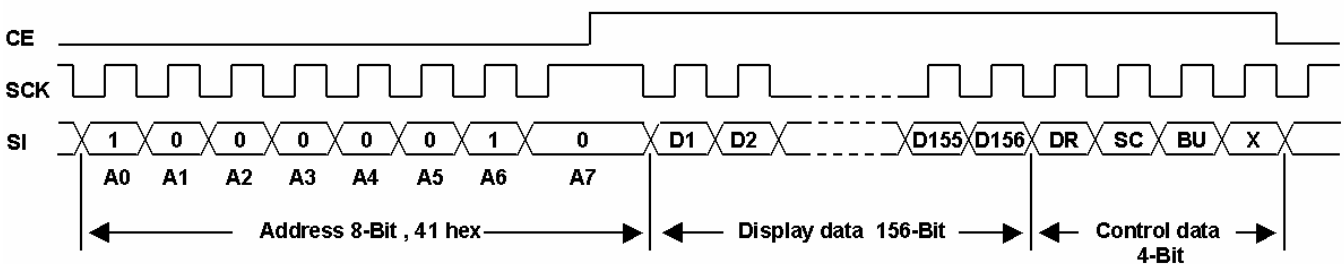 CE
SCK
SI 1 0 0 0 0 0 1 0 D1 D2 D155 D156 DR SC BU X
A0 A1 A2 A3 A4 A5 A6 A7
Address 8-Bit , 41 hex Display data 156-Bit Control data
4-Bit